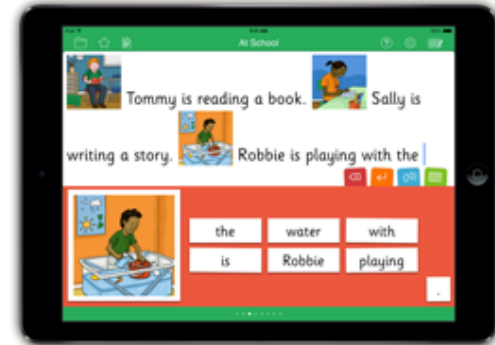 At School
Tommy is reading a book. Sally is
writing a story. Robbie is playing with the
the water with
is Robbie playing
.